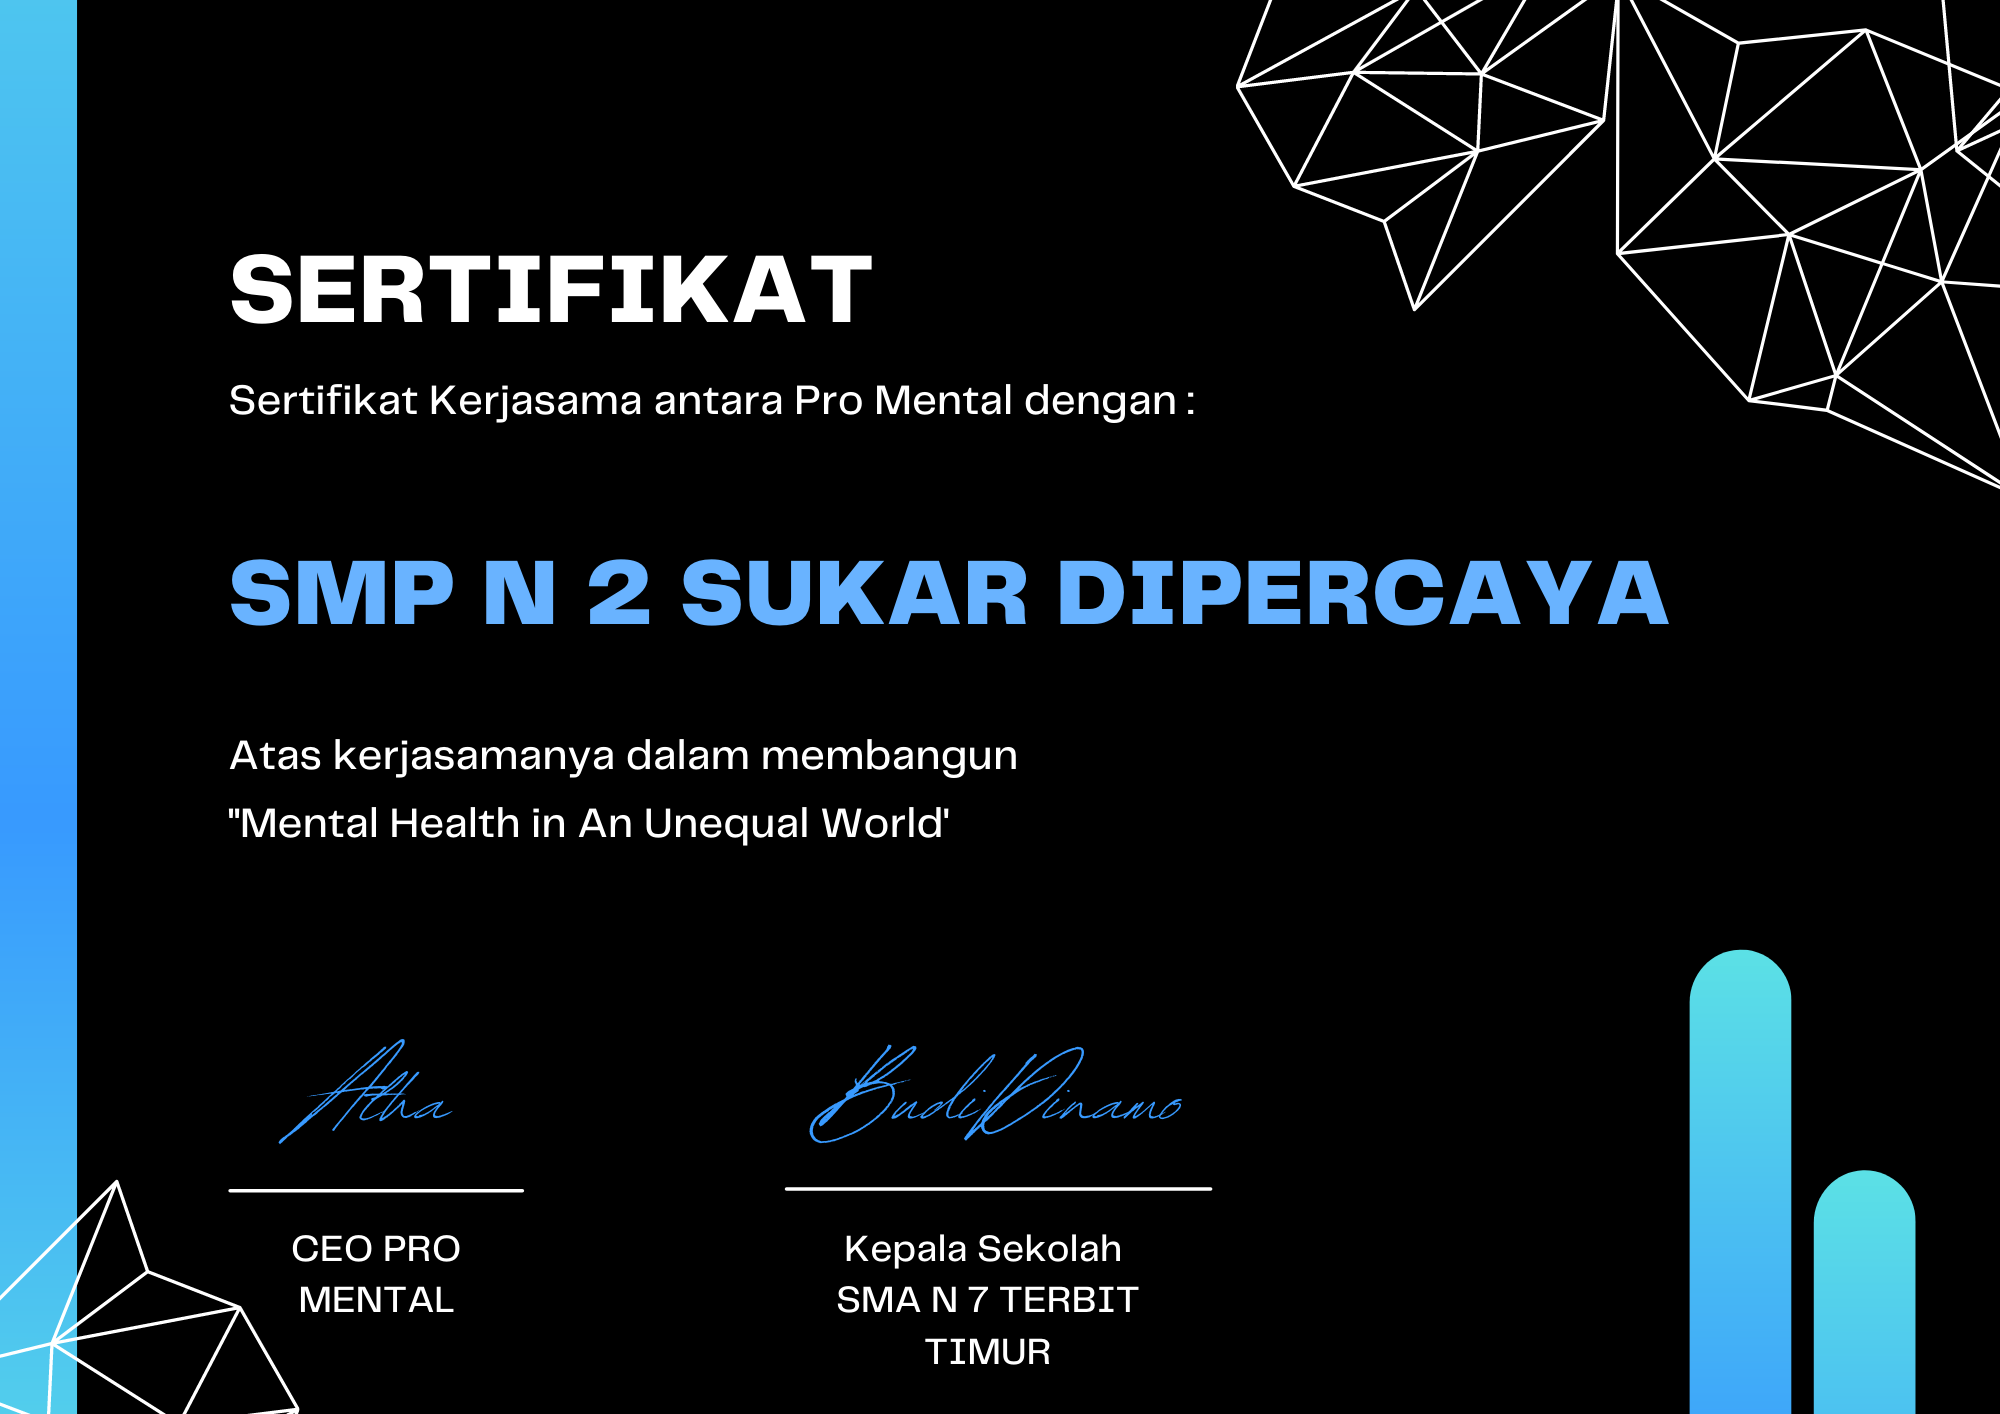 SERTIFIKAT
Sertifikat Kerjasama antara Pro Mental dengan :
SMP N 2 SUKAR DIPERCAYA
Atas kerjasamanya dalam membangun
"Mental Health in An Unequal World'
Atha
Budi Dinamo
CEO PRO
MENTAL
Kepala Sekolah
SMA N 7 TERBIT
TIMUR